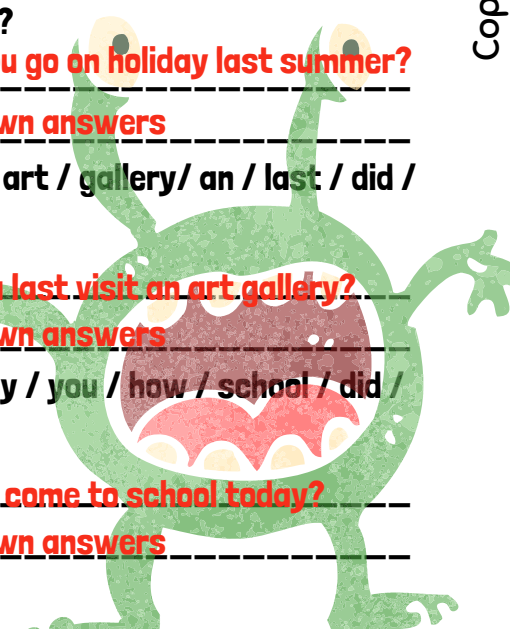 ?
u go on holiday last summer?
wn answers
art / gallery/ an / last / did /
last visit an art gallery?
wn answers
y / you / how / school / did /
come to school today?
wn answers
Cop